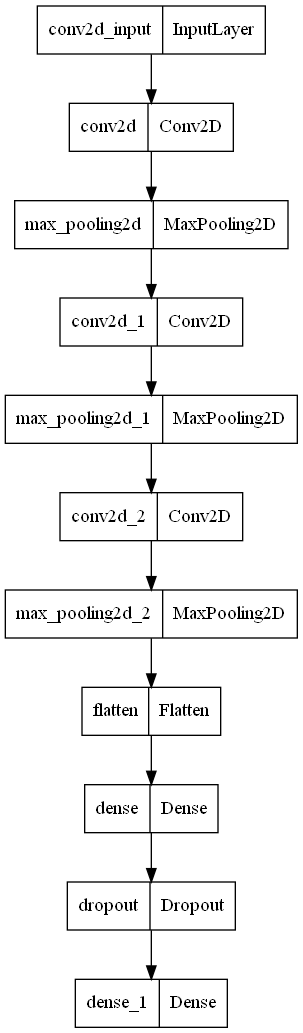 conv2d_input InputLayer
conv2d Conv2D
max_pooling2d MaxPooling2D
conv2d_1 Conv2D
max_pooling2d_1 MaxPooling2D
conv2d_2 Conv2D
max_pooling2d_2 MaxPooling2D
flatten Flatten
dense Dense
dropout Dropout
dense_1 Dense